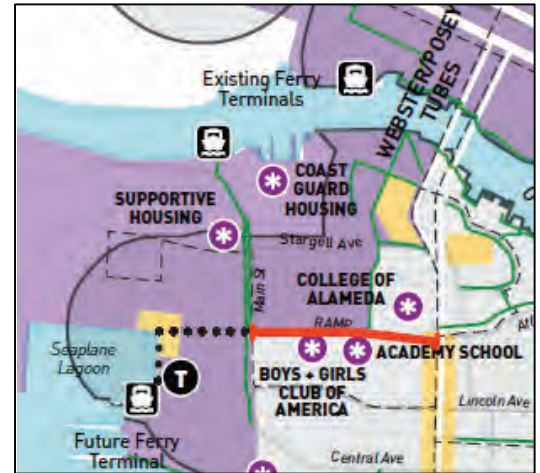 Existing Ferry
Terminals
WEBSTER/POSEY
TUBES
COAST
GUARD
HOUSING
SUPPORTIVE
HOUSING
Stargell Ave
Main St
COLLEGE OF
ALAMEDA
RAMP
Seaplane
Lagoon
T
BOYS + GIRLS
CLUB OF
AMERICA
ACADEMY SCHOOL
Lincoln Ave
Future Ferry
Terminal
Central Ave